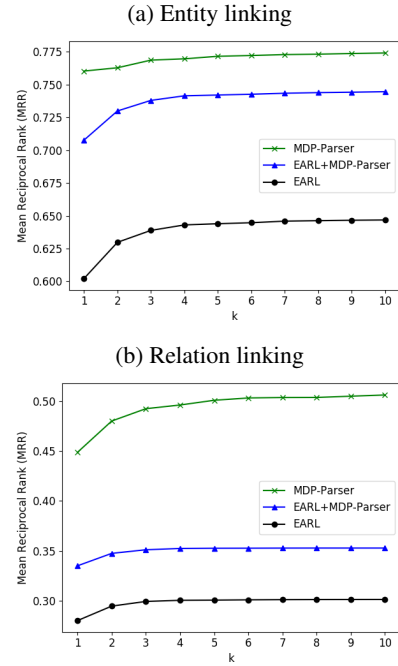 (a) Entity linking
0.775
0.750
0.725
0.700
0.675
0.650
0.625
0.600
Mean Reciprocal Rank (MRR)
MDP-Parser
EARL+MDP-Parser
EARL
1 2 3 4 5 6 7 8 9 10
k
(b) Relation linking
0.50
0.45
0.40
0.35
0.30
Mean Reciprocal Rank (MRR)
MDP-Parser
EARL+MDP-Parser
EARL
1 2 3 4 5 6 7 8 9 10
k